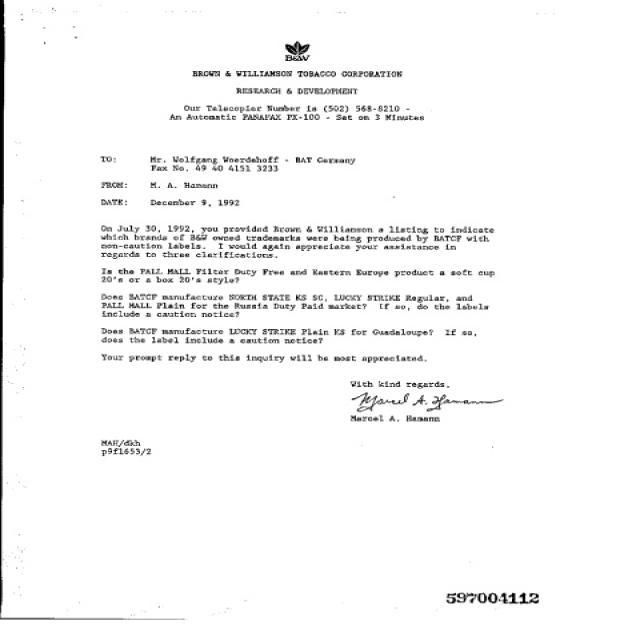 B&W
BROWN & WILLIAMSON TOBACCO CORPORATION
RESEARCH & DEVELOPMENT
Our Telecopier Number is (502) 568-8210 -
An Automatic PANAFAX PX-100 - Set on 3 Minutes
TO: Mr. Wolfgang Woerdehoff - BAT Germany
Fax No. 49 40 4151 3233
FROM: M. A. Hamann
DATE: December 9, 1992
On July 30, 1992, you provided Brown & Williamson a listing to indicate
which brands of B&W owned trademarks were being produced by BATCF with
non-caution labels. I would again appreciate your assistance in
regards to three clarifications.
Is the PALL MALL Filter Duty Free and Eastern Europe product a soft cup
20's or a box 20's style?
Does BATCF manufacture NORTH STATE KS SC, LUCKY STRIKE Regular, and
PALL MALL Plain for the Russia Duty Paid market? If so, do the labels
include a caution notice?
Does BATCF manufacture LUCKY STRIKE Plain KS for Guadaloupe? If so,
does the label include a caution notice?
Your prompt reply to this inquiry will be most appreciated.
With kind regards,
Marcel A. Hamann
Marcel A. Hamann
MAH/dkh
p9f1653/2
597004112